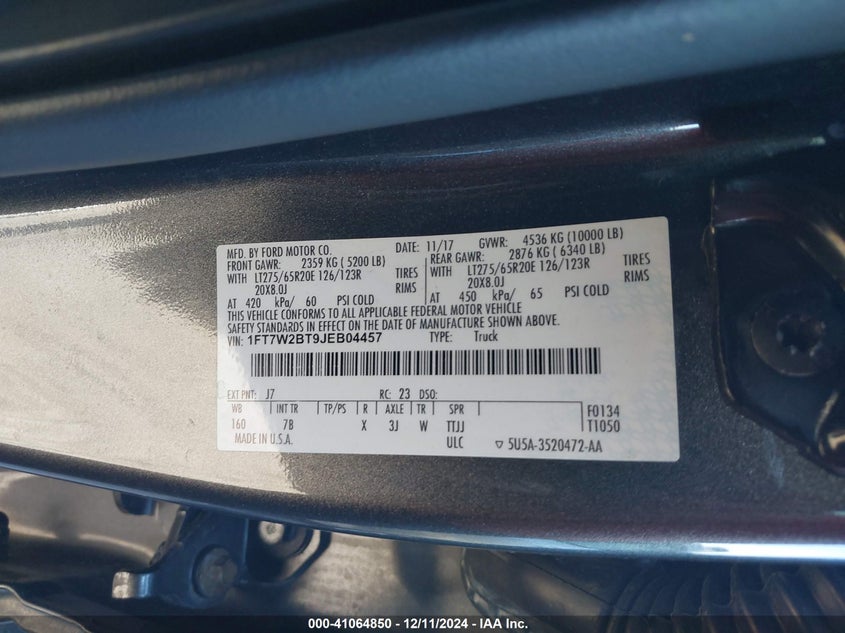 MFD. BY FORD MOTOR CO. DATE: 11/17 GVWR: 4536 KG (10000 LB)
FRONT GAWR: 2359 KG ( 5200 LB) REAR GAWR: 2876 KG ( 6340 LB)
WITH LT275/65R20E 126/123R TIRES WITH LT275/65R20E 126/123R TIRES
20X8.0J RIMS 20X8.0J RIMS
AT 420 kPa/ 60 PSI COLD AT 450 kPa/ 65 PSI COLD
THIS VEHICLE CONFORMS TO ALL APPLICABLE FEDERAL MOTOR VEHICLE
SAFETY STANDARDS IN EFFECT ON THE DATE OF MANUFACTURE SHOWN ABOVE.
VIN: 1FT7W2BT9JEB04457 TYPE: Truck
EXT PNT: J7 RC: 23 DSO:
WB INT TR TP/PS R AXLE TR SPR F0134
160 7B X 3J W TTJJ T1050
MADE IN U.S.A. ULC ▽ 5U5A-3520472-AA
000-41064850 - 12/11/2024 - IAA Inc.